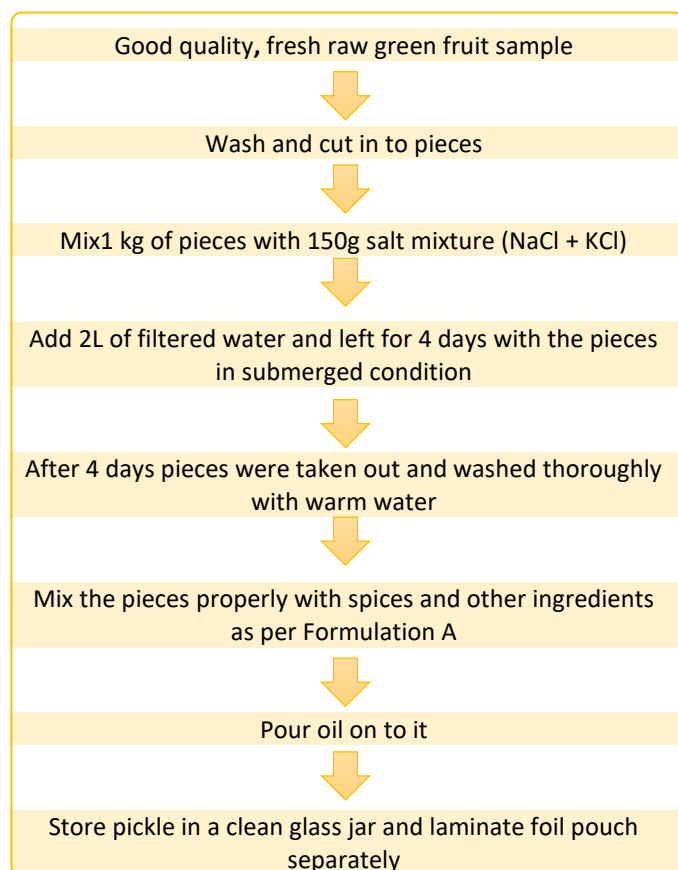 Good quality, fresh raw green fruit sample
Wash and cut in to pieces
Mix1 kg of pieces with 150g salt mixture (NaCl + KCl)
Add 2L of filtered water and left for 4 days with the pieces
in submerged condition
After 4 days pieces were taken out and washed thoroughly
with warm water
Mix the pieces properly with spices and other ingredients
as per Formulation A
Pour oil on to it
Store pickle in a clean glass jar and laminate foil pouch
separately